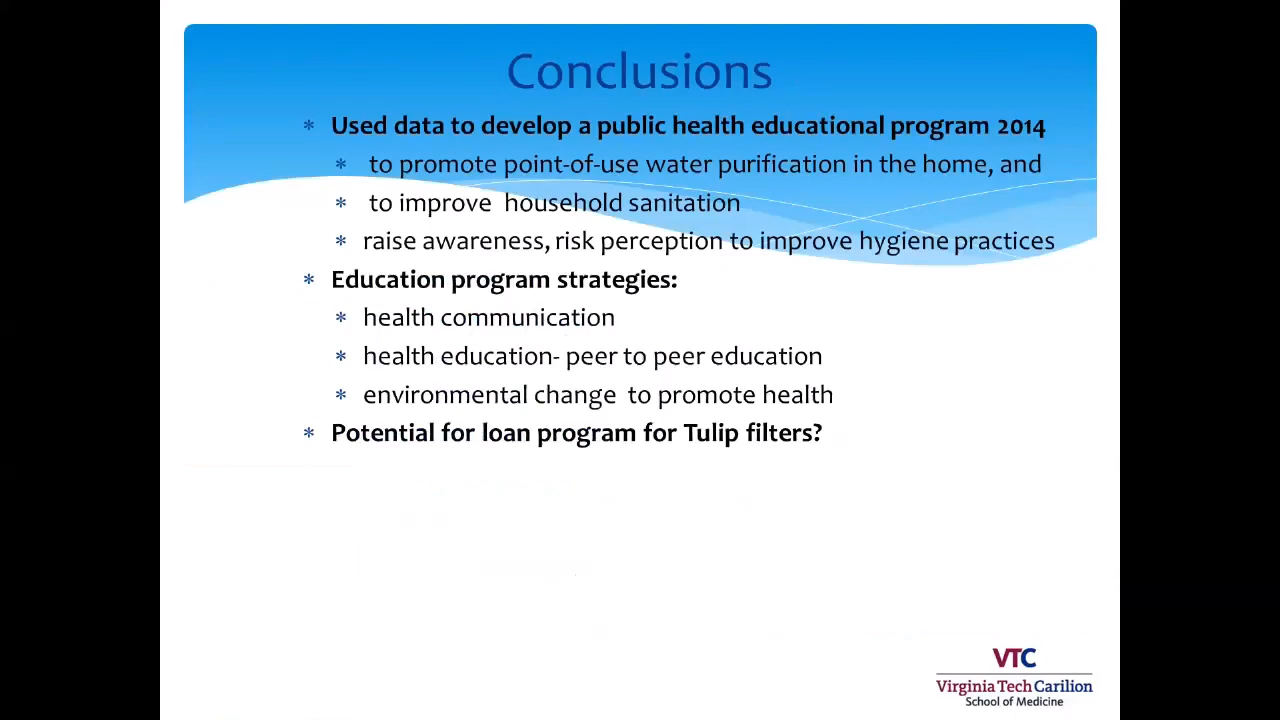 Conclusions
* Used data to develop a public health educational program 2014
* to promote point-of-use water purification in the home, and
* to improve household sanitation
* raise awareness, risk perception to improve hygiene practices
* Education program strategies:
* health communication
* health education- peer to peer education
* environmental change to promote health
* Potential for loan program for Tulip filters?
VTC
Virginia Tech Carilion
School of Medicine